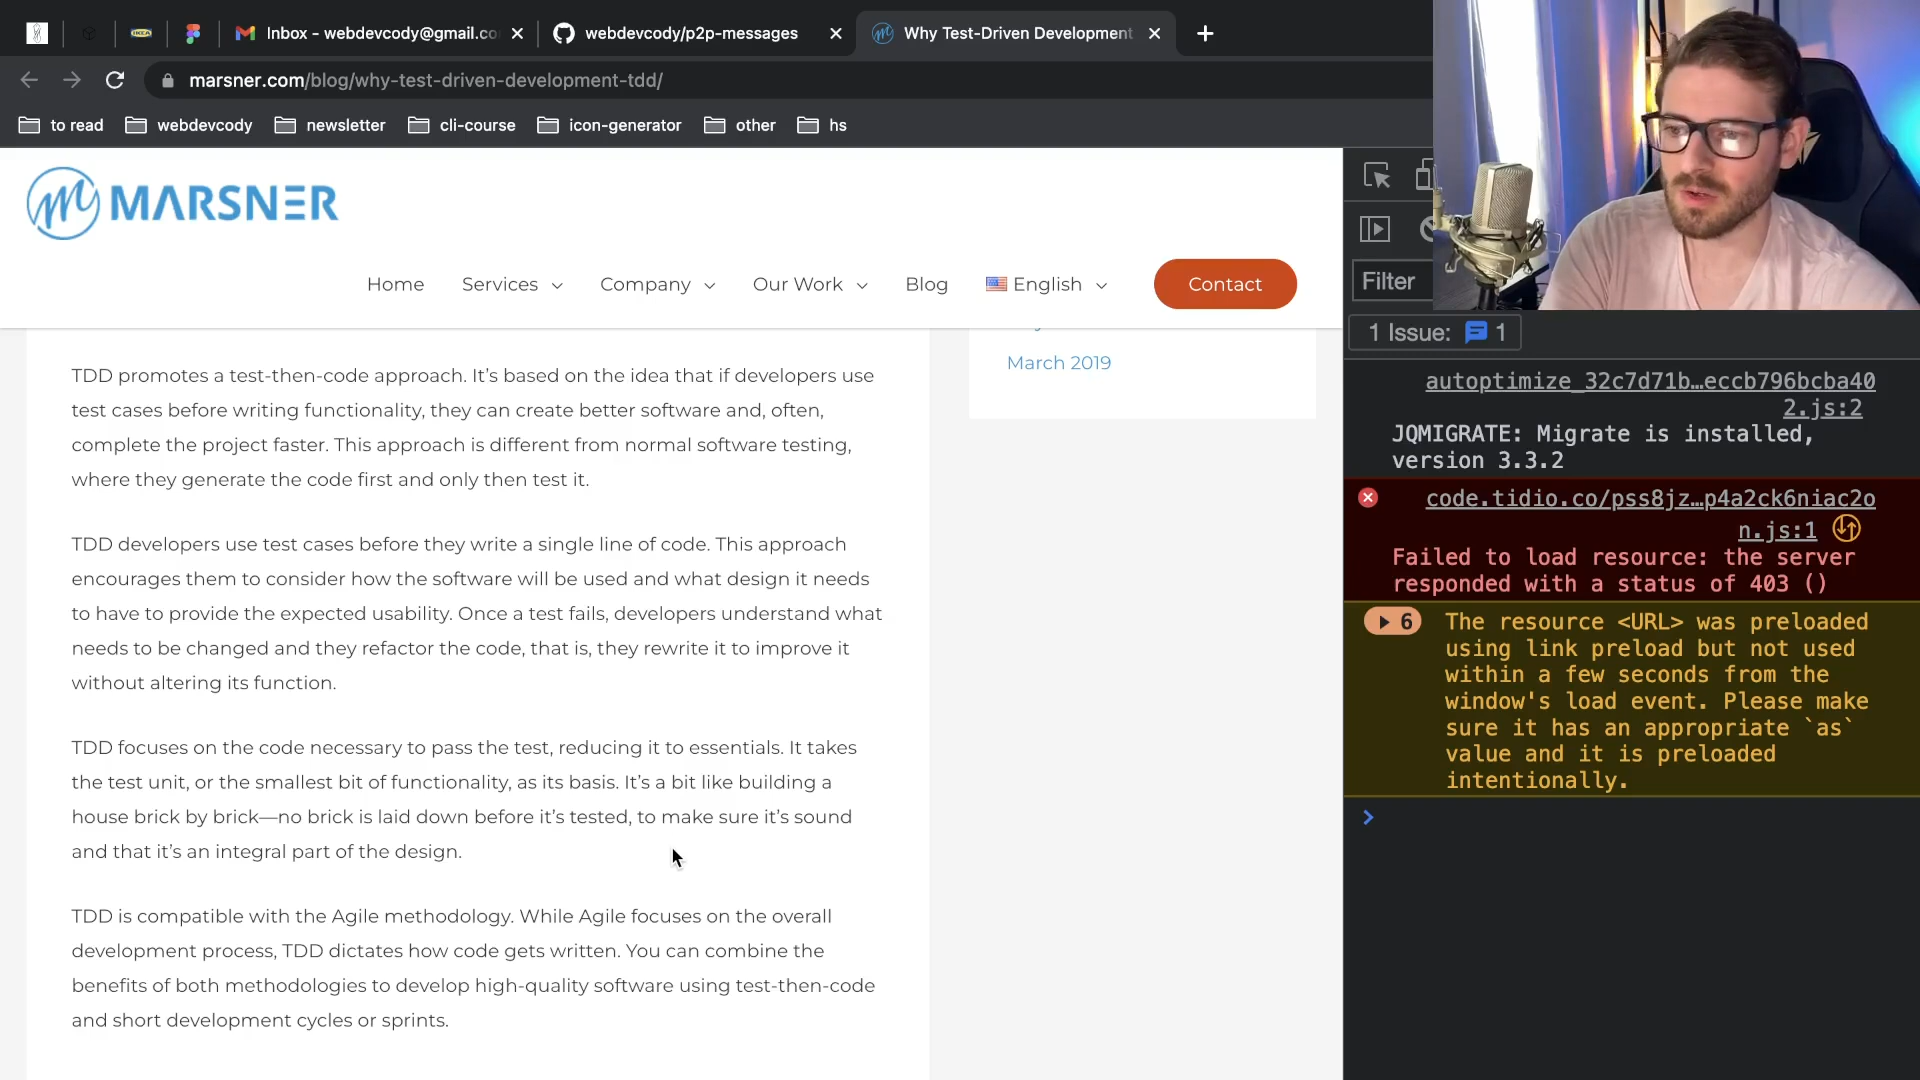 Inbox - webdevcody@gmail.co
webdevcody/p2p-messages
Why Test-Driven Development
marsner.com/blog/why-test-driven-development-tdd/
to read
webdevcody
newsletter
cli-course
icon-generator
other
hs
MARSNER
Home
Services
Company
Our Work
Blog
English
Contact
TDD promotes a test-then-code approach. It’s based on the idea that if developers use
test cases before writing functionality, they can create better software and, often,
complete the project faster. This approach is different from normal software testing,
where they generate the code first and only then test it.
TDD developers use test cases before they write a single line of code. This approach
encourages them to consider how the software will be used and what design it needs
to have to provide the expected usability. Once a test fails, developers understand what
needs to be changed and they refactor the code, that is, they rewrite it to improve it
without altering its function.
TDD focuses on the code necessary to pass the test, reducing it to essentials. It takes
the test unit, or the smallest bit of functionality, as its basis. It’s a bit like building a
house brick by brick—no brick is laid down before it’s tested, to make sure it’s sound
and that it’s an integral part of the design.
TDD is compatible with the Agile methodology. While Agile focuses on the overall
development process, TDD dictates how code gets written. You can combine the
benefits of both methodologies to develop high-quality software using test-then-code
and short development cycles or sprints.
March 2019
Filter
1 Issue: 1
autoptimize_32c7d71b…eccb796bcba40
2.js:2
JQMIGRATE: Migrate is installed,
version 3.3.2
code.tidio.co/pss8jz…p4a2ck6niac2o
n.js:1
Failed to load resource: the server
responded with a status of 403 ()
6 The resource <URL> was preloaded
using link preload but not used
within a few seconds from the
window's load event. Please make
sure it has an appropriate `as`
value and it is preloaded
intentionally.